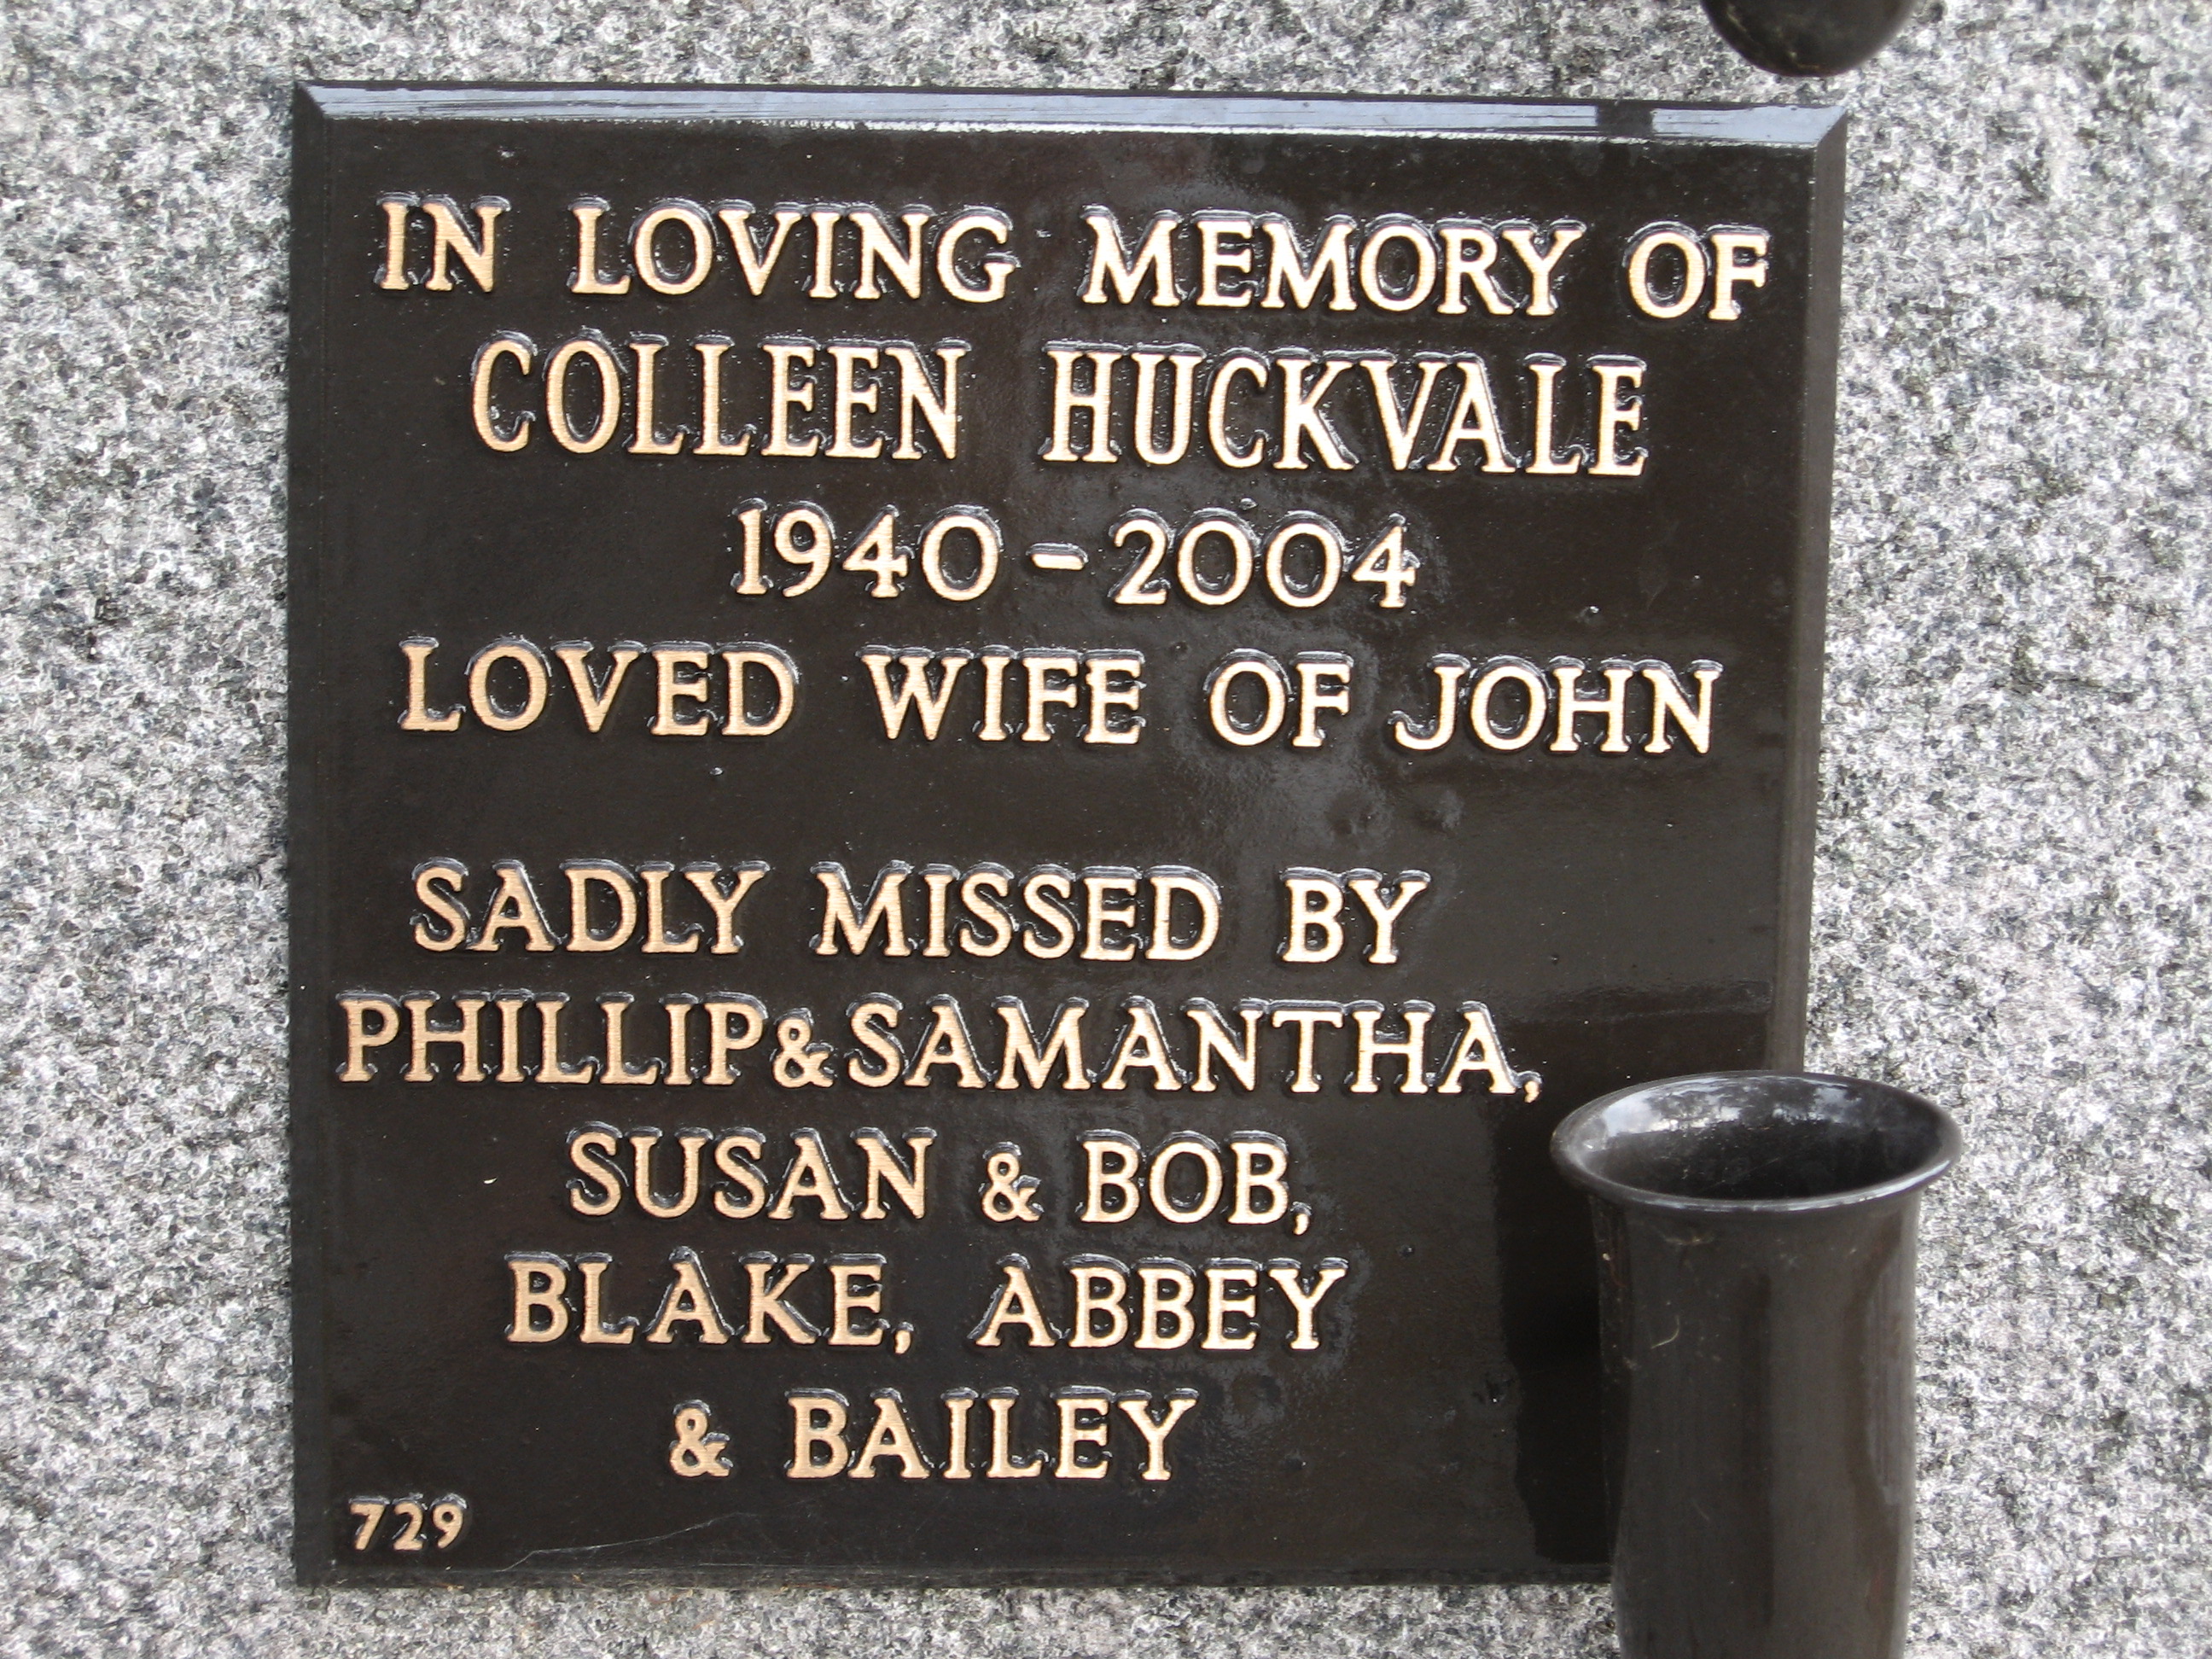 IN LOVING MEMORY OF
COLLEEN HUCKVALE
1940 - 2004
LOVED WIFE OF JOHN
SADLY MISSED BY
PHILLIP & SAMANTHA,
SUSAN & BOB,
BLAKE, ABBEY
& BAILEY
729